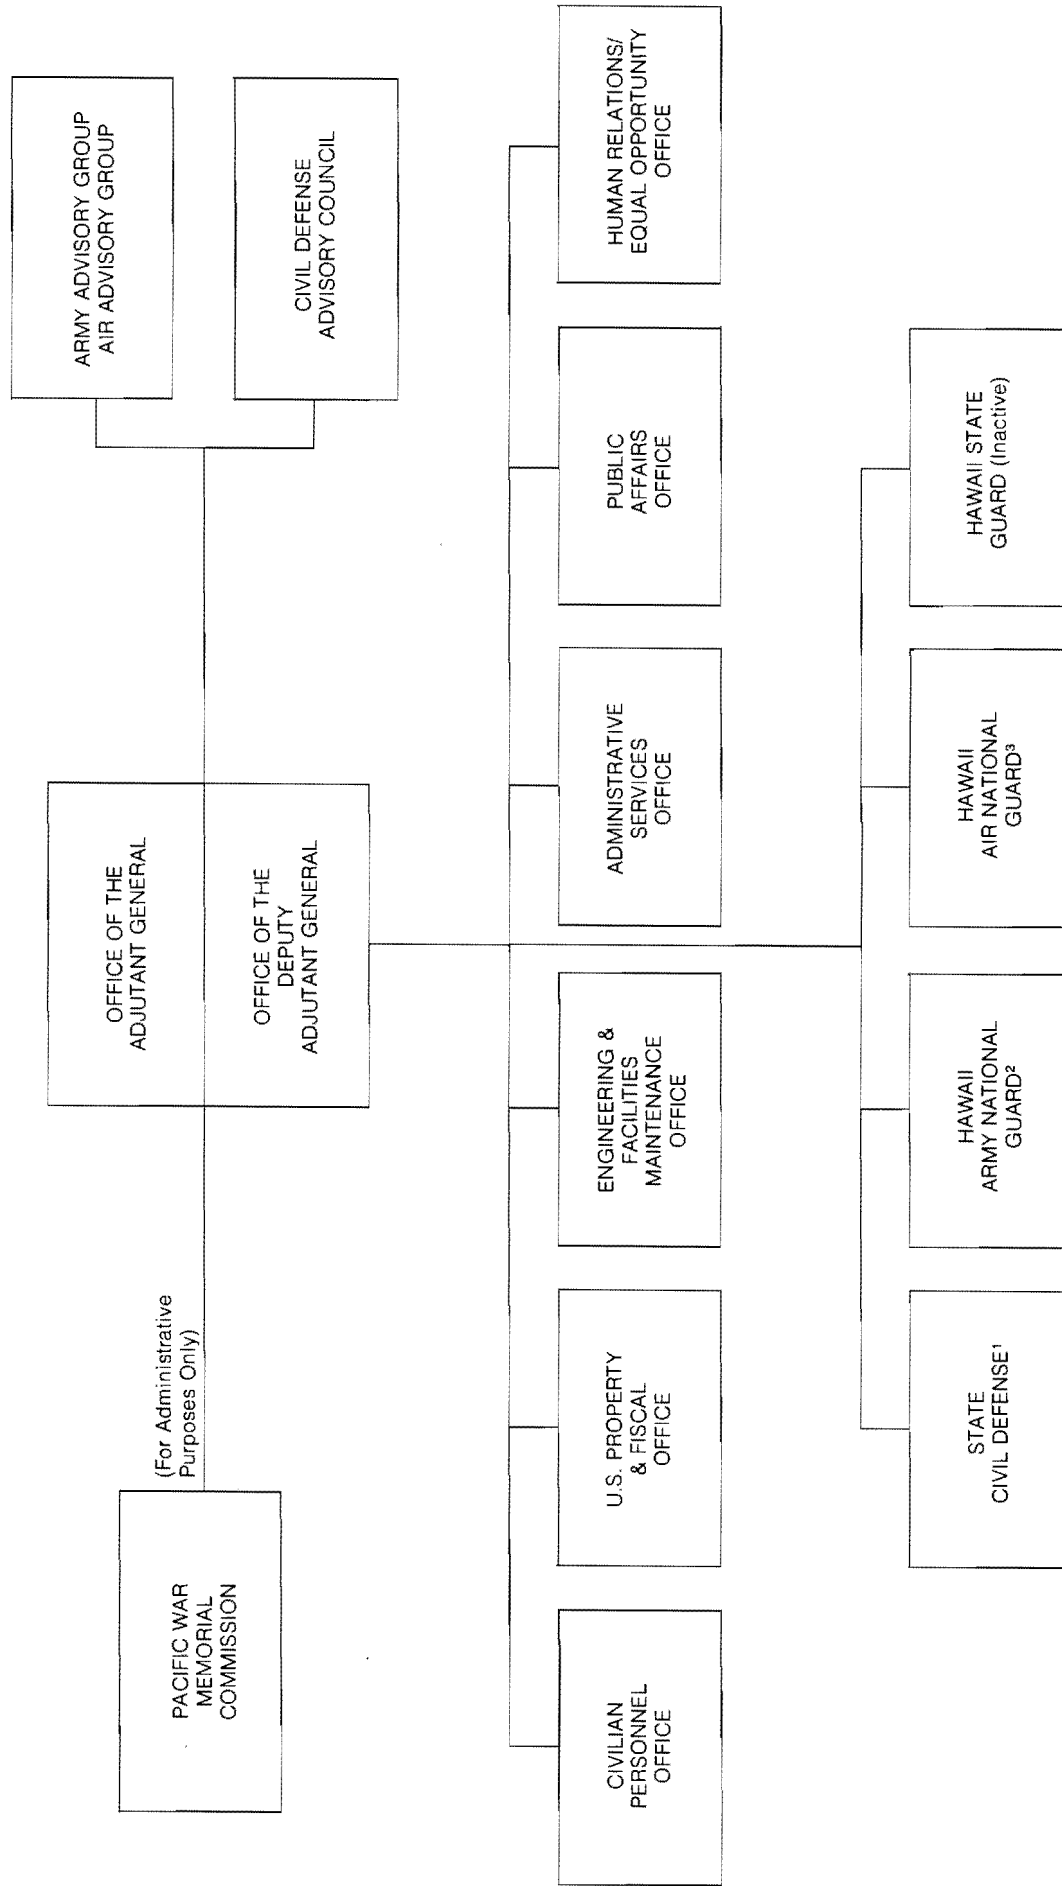 ARMY ADVISORY GROUP
AIR ADVISORY GROUP
OFFICE OF THE
ADJUTANT GENERAL
PACIFIC WAR
MEMORIAL
COMMISSION
(For Administrative
Purposes Only)
OFFICE OF THE
DEPUTY
ADJUTANT GENERAL
CIVIL DEFENSE
ADVISORY COUNCIL
CIVILIAN
PERSONNEL
OFFICE
U.S. PROPERTY
& FISCAL
OFFICE
ENGINEERING &
FACILITIES
MAINTENANCE
OFFICE
ADMINISTRATIVE
SERVICES
OFFICE
PUBLIC
AFFAIRS
OFFICE
HUMAN RELATIONS/
EQUAL OPPORTUNITY
OFFICE
STATE
CIVIL DEFENSE¹
HAWAII
ARMY NATIONAL
GUARD²
HAWAII
AIR NATIONAL
GUARD³
HAWAII STATE
GUARD (Inactive)